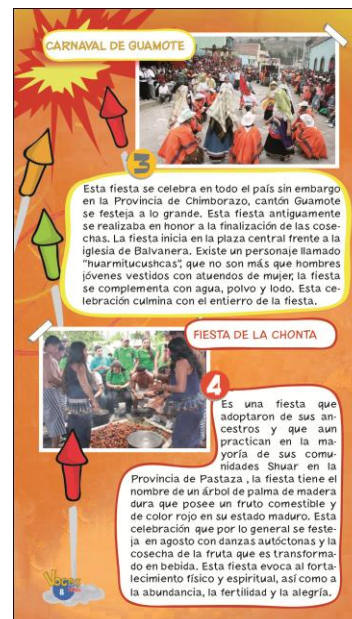 CARNAVAL DE GUAMOTE
3
Esta fiesta se celebra en todo el país sin embargo
en la Provincia de Chimborazo, cantón Guamote
se festeja a lo grande. Esta fiesta antiguamente
se realizaba en honor a la finalización de las cose-
chas. La fiesta inicia en la plaza central frente a la
iglesia de Balvanera. Existe un personaje llamado
“huarmitucushcas”, que no son más que hombres
jóvenes vestidos con atuendos de mujer, la fiesta
se complementa con agua, polvo y lodo. Esta ce-
lebración culmina con el entierro de la fiesta.
FIESTA DE LA CHONTA
4
Es una fiesta que
adoptaron de sus an-
cestros y que aun
practican en la ma-
yoría de sus comu-
nidades Shuar en la
Provincia de Pastaza , la fiesta tiene el
nombre de un árbol de palma de madera
dura que posee un fruto comestible y
de color rojo en su estado maduro. Esta
celebración que por lo general se feste-
ja en agosto con danzas autóctonas y la
cosecha de la fruta que es transforma-
do en bebida. Esta fiesta evoca al forta-
lecimiento físico y espiritual, así como a
la abundancia, la fertilidad y la alegría.
Voces
8